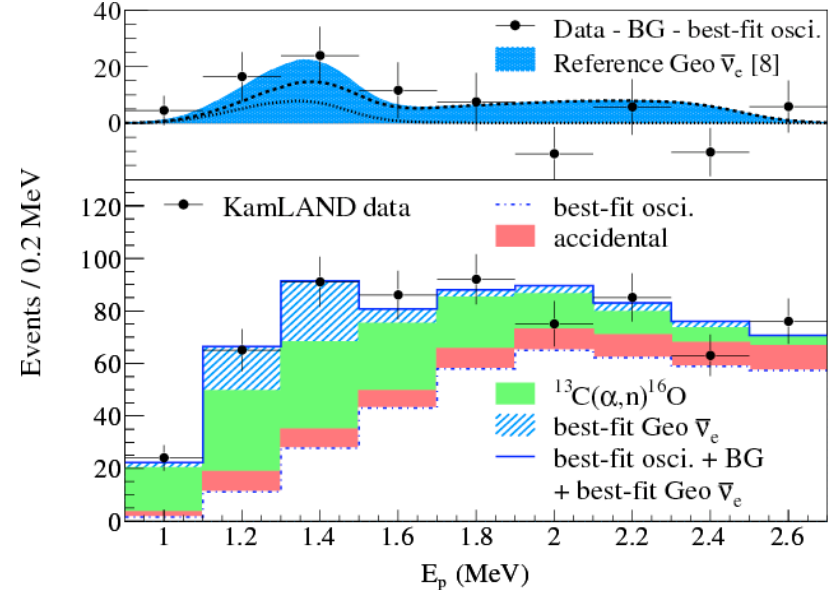 40
20
0
Data - BG - best-fit osci.
Reference Geo ν̅e [8]
Events / 0.2 MeV
120
100
80
60
40
20
0
KamLAND data
best-fit osci.
accidental
¹³C(α,n)¹⁶O
best-fit Geo ν̅e
best-fit osci. + BG
+ best-fit Geo ν̅e
1 1.2 1.4 1.6 1.8 2 2.2 2.4 2.6
Ep (MeV)